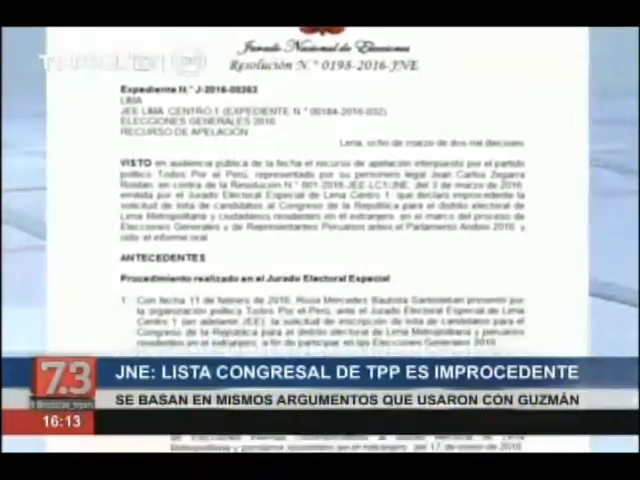 Jurado Nacional de Elecciones
Resolución N.° 0198-2016-JNE
Expediente N.° J-2016-00262
LIMA
JEE LIMA CENTRO 1 (EXPEDIENTE N.° 00184-2016-032)
ELECCIONES GENERALES 2016
RECURSO DE APELACIÓN
Lima, ocho de marzo de dos mil dieciséis
VISTO en audiencia pública de la fecha el recurso de apelación interpuesto por el partido
político Todos Por el Perú, representado por su personero legal Jean Carlos Zegarra
Roldán, en contra de la Resolución N.° 001-2016-JEE-LC1/JNE, del 3 de marzo de 2016,
emitida por el Jurado Electoral Especial de Lima Centro 1, que declaró improcedente la
solicitud de lista de candidatos al Congreso de la República para el distrito electoral de
Lima Metropolitana y ciudadanos residentes en el extranjero, en el marco del proceso de
Elecciones Generales y de Representantes Peruanos ante el Parlamento Andino 2016, y
oído el informe oral.
ANTECEDENTES
Procedimiento realizado en el Jurado Electoral Especial
1. Con fecha 11 de febrero de 2016, Rosa Mercedes Bautista presentó por
la organización política Todos Por el Perú, ante el Jurado Electoral Especial de Lima
Centro 1 (en adelante JEE), la solicitud de inscripción de lista de candidatos para el
Congreso de la República para el distrito electoral de Lima Metropolitana y peruanos
residentes en el extranjero, a fin de participar en las Elecciones Generales 2016.
7.3
JNE: LISTA CONGRESAL DE TPP ES IMPROCEDENTE
SE BASAN EN MISMOS ARGUMENTOS QUE USARON CON GUZMÁN
16:13